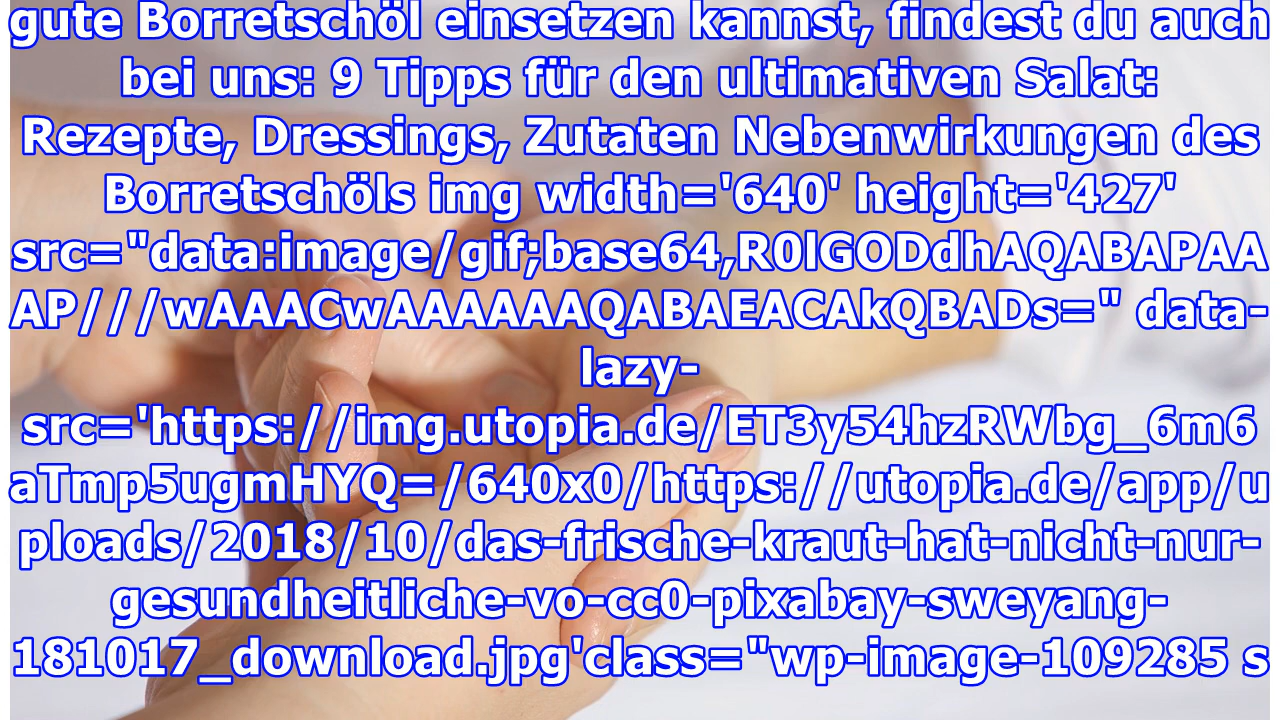 gute Borretschöl einsetzen kannst, findest du auch
bei uns: 9 Tipps für den ultimativen Salat:
Rezepte, Dressings, Zutaten Nebenwirkungen des
Borretschöls img width='640' height='427'
src="data:image/gif;base64,R0lGODdhAQABAPAA
AP///wAAACwAAAAAAQABAEACAkQBADs=" data-
lazy-
src='https://img.utopia.de/ET3y54hzRWbg_6m6
aTmp5ugmHYQ=/640x0/https://utopia.de/app/u
ploads/2018/10/das-frische-kraut-hat-nicht-nur-
gesundheitliche-vo-cc0-pixabay-sweyang-
181017_download.jpg'class="wp-image-109285 s